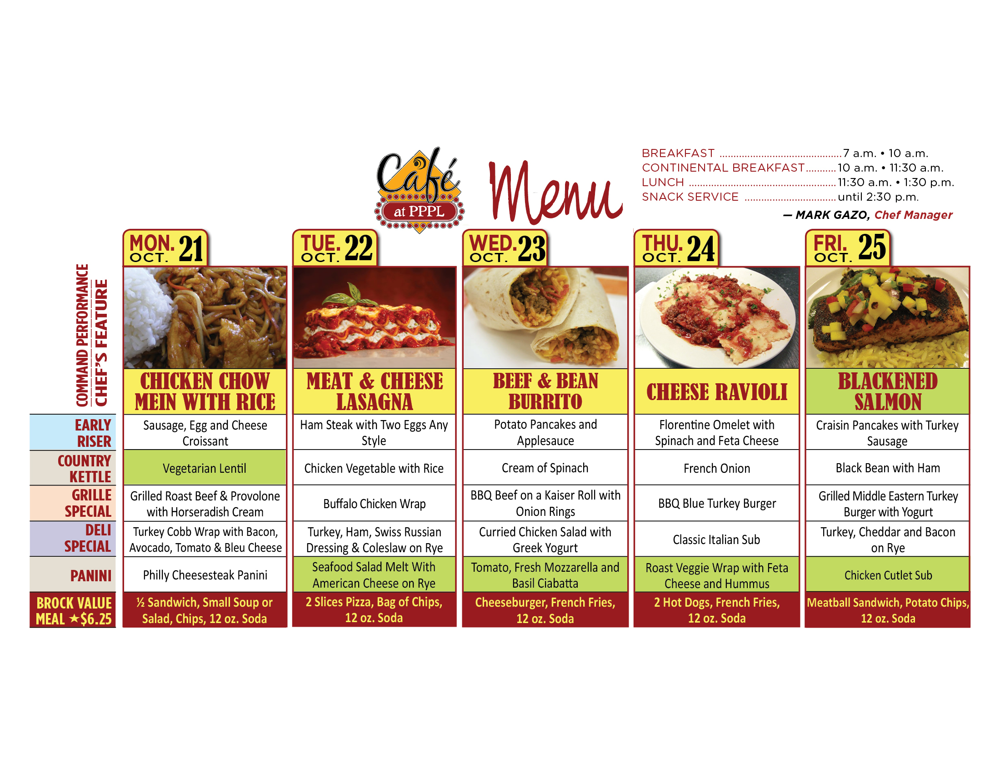 Café
at PPPL
Menu
BREAKFAST ............................................ 7 a.m. • 10 a.m.
CONTINENTAL BREAKFAST........... 10 a.m. • 11:30 a.m.
LUNCH ..................................................... 11:30 a.m. • 1:30 p.m.
SNACK SERVICE ................................. until 2:30 p.m.
— MARK GAZO, Chef Manager
COMMAND PERFORMANCE
CHEF'S FEATURE
MON. 21
OCT.
TUE. 22
OCT.
WED. 23
OCT.
THU. 24
OCT.
FRI. 25
OCT.
CHICKEN CHOW
MEIN WITH RICE
MEAT & CHEESE
LASAGNA
BEEF & BEAN
BURRITO
CHEESE RAVIOLI
BLACKENED
SALMON
EARLY
RISER
Sausage, Egg and Cheese
Croissant
Ham Steak with Two Eggs Any
Style
Potato Pancakes and
Applesauce
Florentine Omelet with
Spinach and Feta Cheese
Craisin Pancakes with Turkey
Sausage
COUNTRY
KETTLE
Vegetarian Lentil
Chicken Vegetable with Rice
Cream of Spinach
French Onion
Black Bean with Ham
GRILLE
SPECIAL
Grilled Roast Beef & Provolone
with Horseradish Cream
Buffalo Chicken Wrap
BBQ Beef on a Kaiser Roll with
Onion Rings
BBQ Blue Turkey Burger
Grilled Middle Eastern Turkey
Burger with Yogurt
DELI
SPECIAL
Turkey Cobb Wrap with Bacon,
Avocado, Tomato & Bleu Cheese
Turkey, Ham, Swiss Russian
Dressing & Coleslaw on Rye
Curried Chicken Salad with
Greek Yogurt
Classic Italian Sub
Turkey, Cheddar and Bacon
on Rye
PANINI
Philly Cheesesteak Panini
Seafood Salad Melt With
American Cheese on Rye
Tomato, Fresh Mozzarella and
Basil Ciabatta
Roast Veggie Wrap with Feta
Cheese and Hummus
Chicken Cutlet Sub
BROCK VALUE
MEAL ★$6.25
½ Sandwich, Small Soup or
Salad, Chips, 12 oz. Soda
2 Slices Pizza, Bag of Chips,
12 oz. Soda
Cheeseburger, French Fries,
12 oz. Soda
2 Hot Dogs, French Fries,
12 oz. Soda
Meatball Sandwich, Potato Chips,
12 oz. Soda